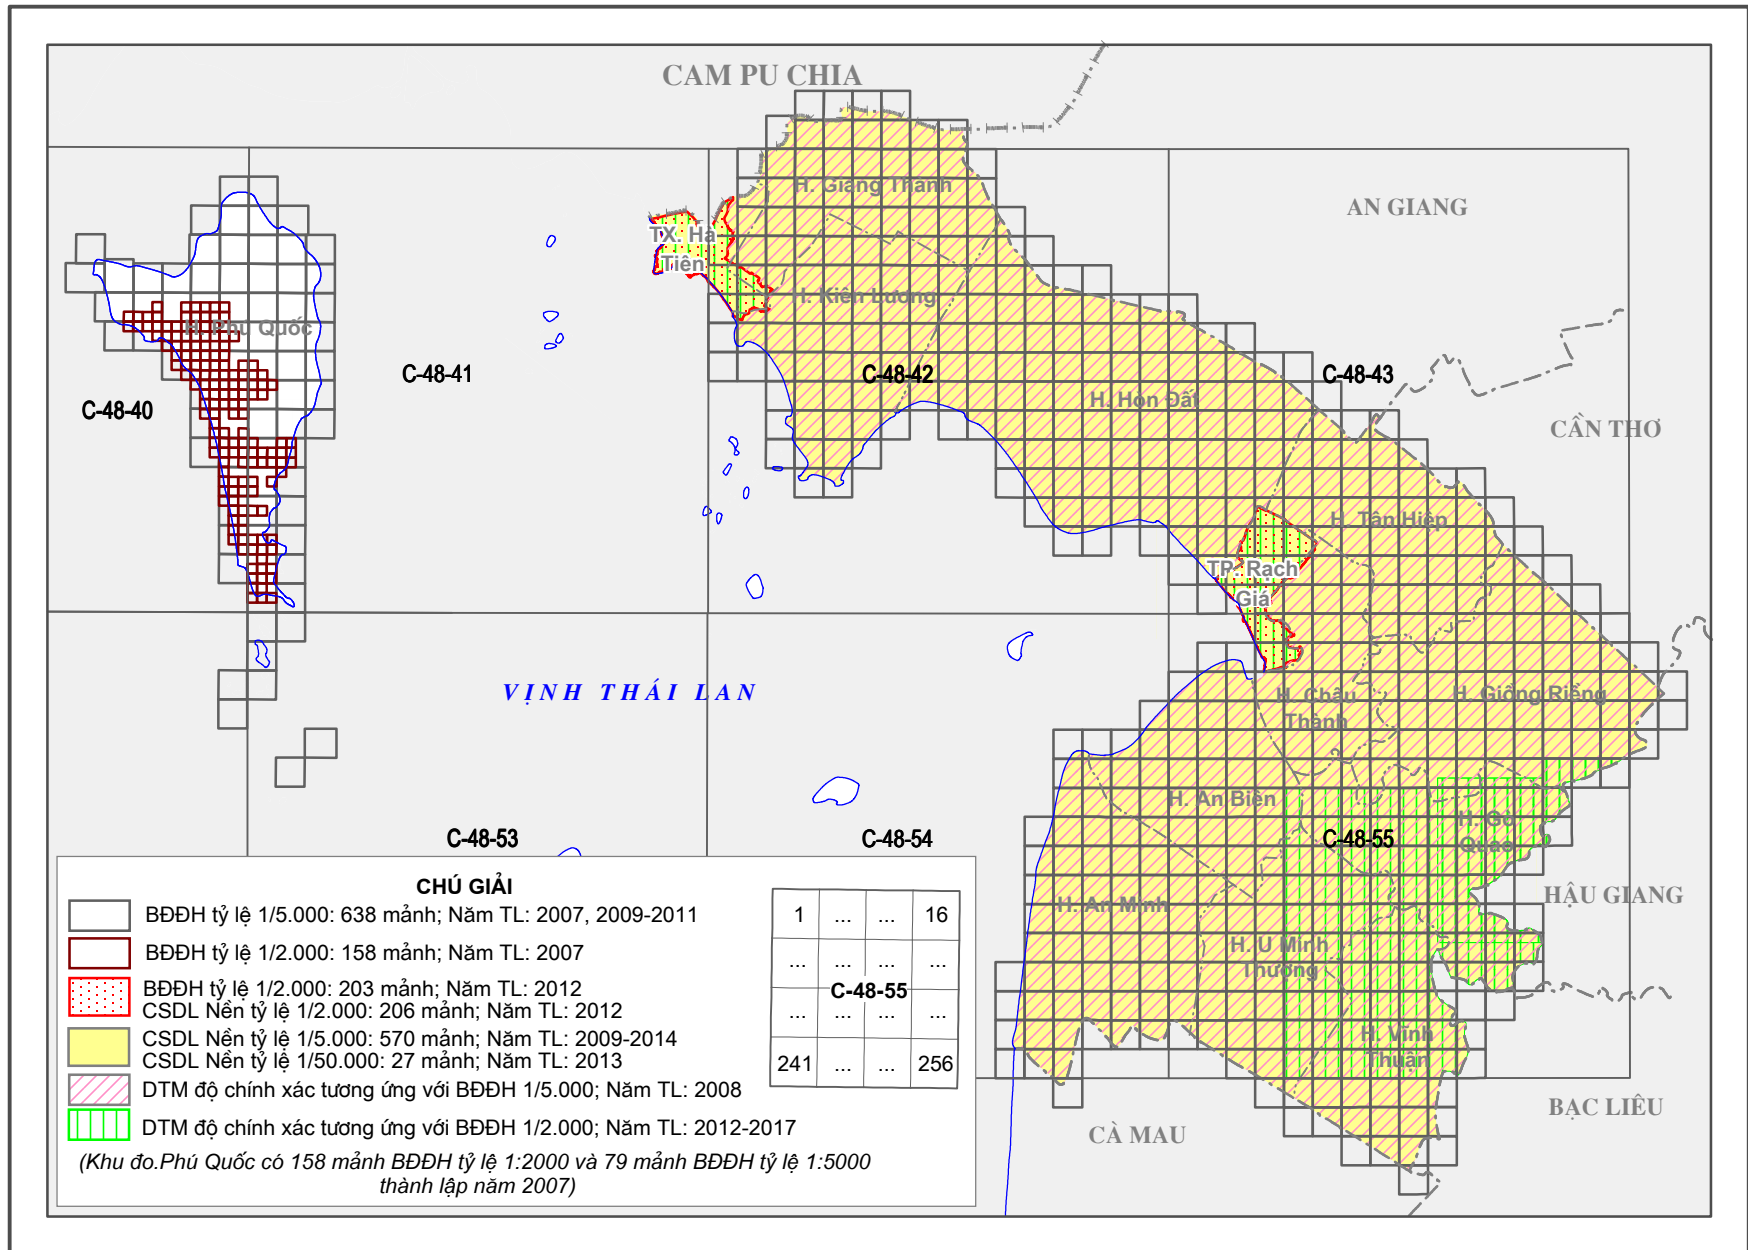 CAM PU CHIA
H. Giang Thành
AN GIANG
TX. Hà
Tiên
H. Kiên Lương
H. Phú Quốc
C-48-41
C-48-42
C-48-43
C-48-40
H. Hòn Đất
CẦN THƠ
H. Tân Hiệp
TP. Rạch
Giá
VỊNH THÁI LAN
H. Châu
Thành
H. Giồng Riềng
H. An Biên
H. Gò
Quao
C-48-53
C-48-54
C-48-55
HẬU GIANG
H. An Minh
H. U Minh
Thượng
H. Vĩnh
Thuận
BẠC LIÊU
CÀ MAU
CHÚ GIẢI
BĐĐH tỷ lệ 1/5.000: 638 mảnh; Năm TL: 2007, 2009-2011
BĐĐH tỷ lệ 1/2.000: 158 mảnh; Năm TL: 2007
BĐĐH tỷ lệ 1/2.000: 203 mảnh; Năm TL: 2012
CSDL Nền tỷ lệ 1/2.000: 206 mảnh; Năm TL: 2012
CSDL Nền tỷ lệ 1/5.000: 570 mảnh; Năm TL: 2009-2014
CSDL Nền tỷ lệ 1/50.000: 27 mảnh; Năm TL: 2013
DTM độ chính xác tương ứng với BĐĐH 1/5.000; Năm TL: 2008
DTM độ chính xác tương ứng với BĐĐH 1/2.000; Năm TL: 2012-2017
(Khu đo.Phú Quốc có 158 mảnh BĐĐH tỷ lệ 1:2000 và 79 mảnh BĐĐH tỷ lệ 1:5000
thành lập năm 2007)
1 ... ... 16
... ... ... ...
C-48-55
... ... ... ...
241 ... ... 256